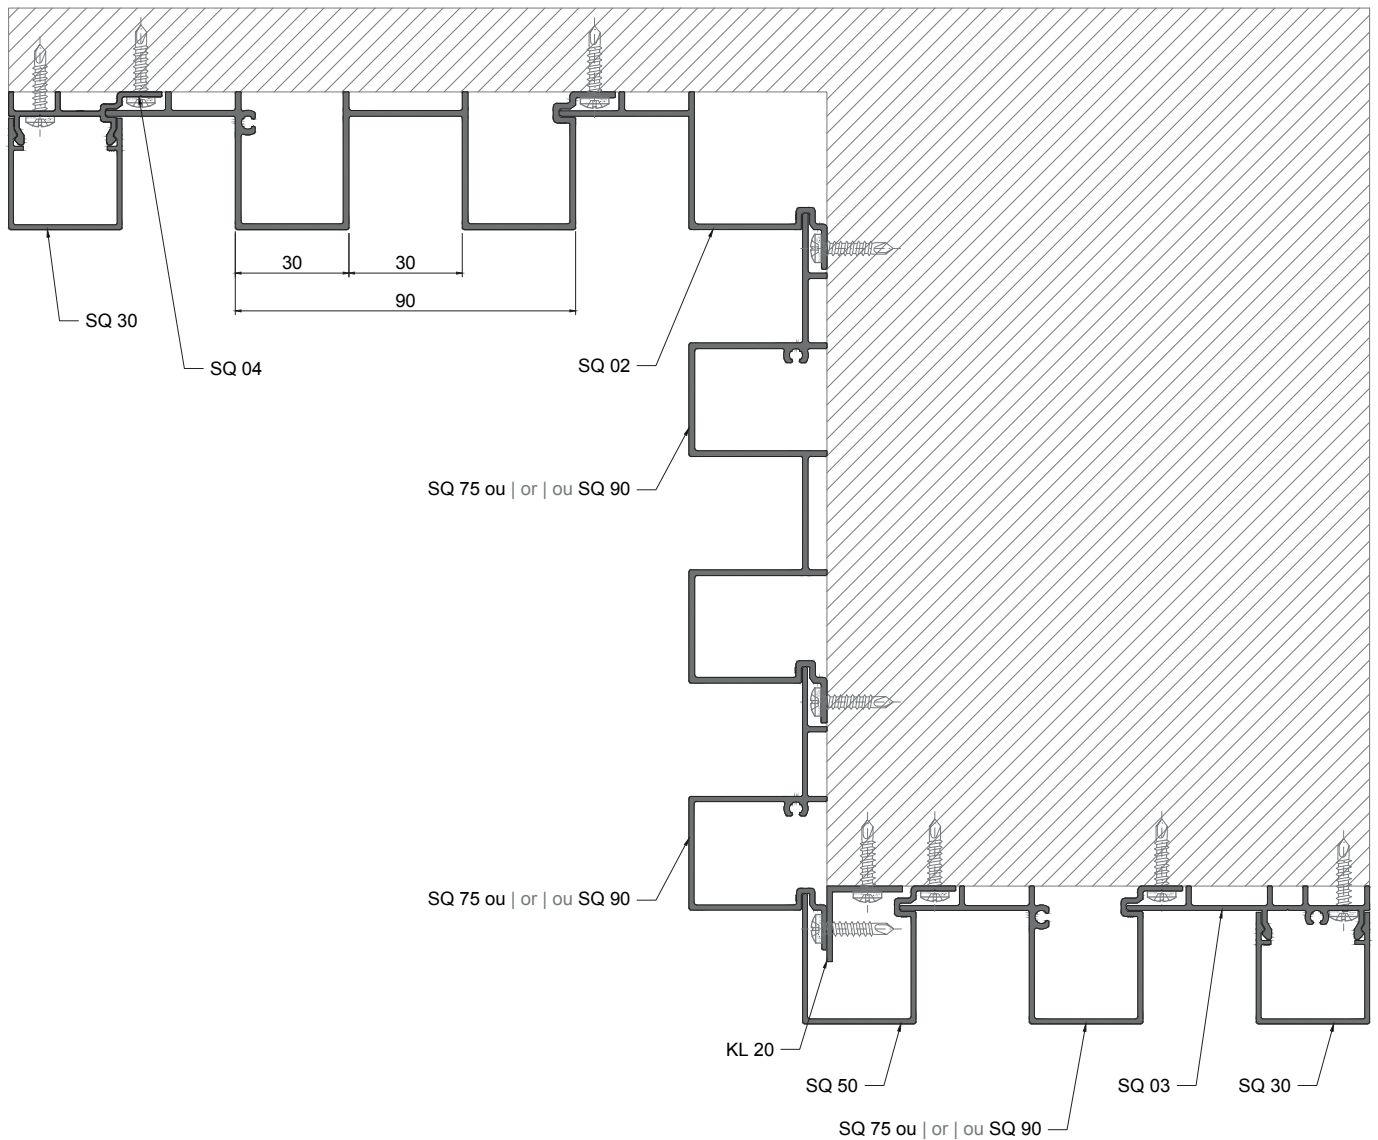 30
30
90
SQ 30
SQ 04
SQ 02
SQ 75 ou | or | ou SQ 90
SQ 75 ou | or | ou SQ 90
KL 20
SQ 50
SQ 03
SQ 30
SQ 75 ou | or | ou SQ 90